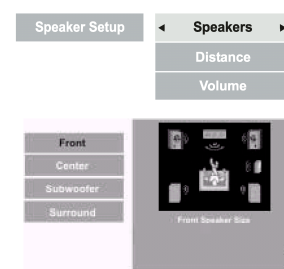 Speaker Setup
Speakers
Distance
Volume
Front
Center
Subwoofer
Surround
Front Speaker Size